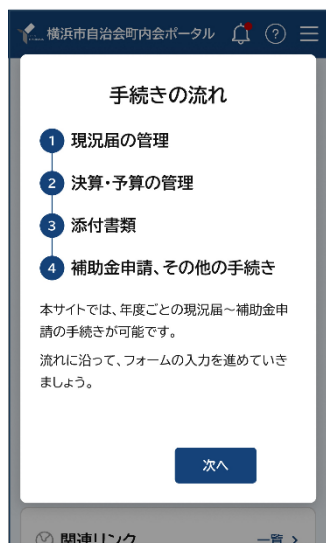 横浜市自治会町内会ポータル
?
手続きの流れ
1 現況届の管理
2 決算・予算の管理
3 添付書類
4 補助金申請、その他の手続き
本サイトでは、年度ごとの現況届～補助金申
請の手続きが可能です。
流れに沿って、フォームの入力を進めていき
ましょう。
次へ
関連リンク 一覧